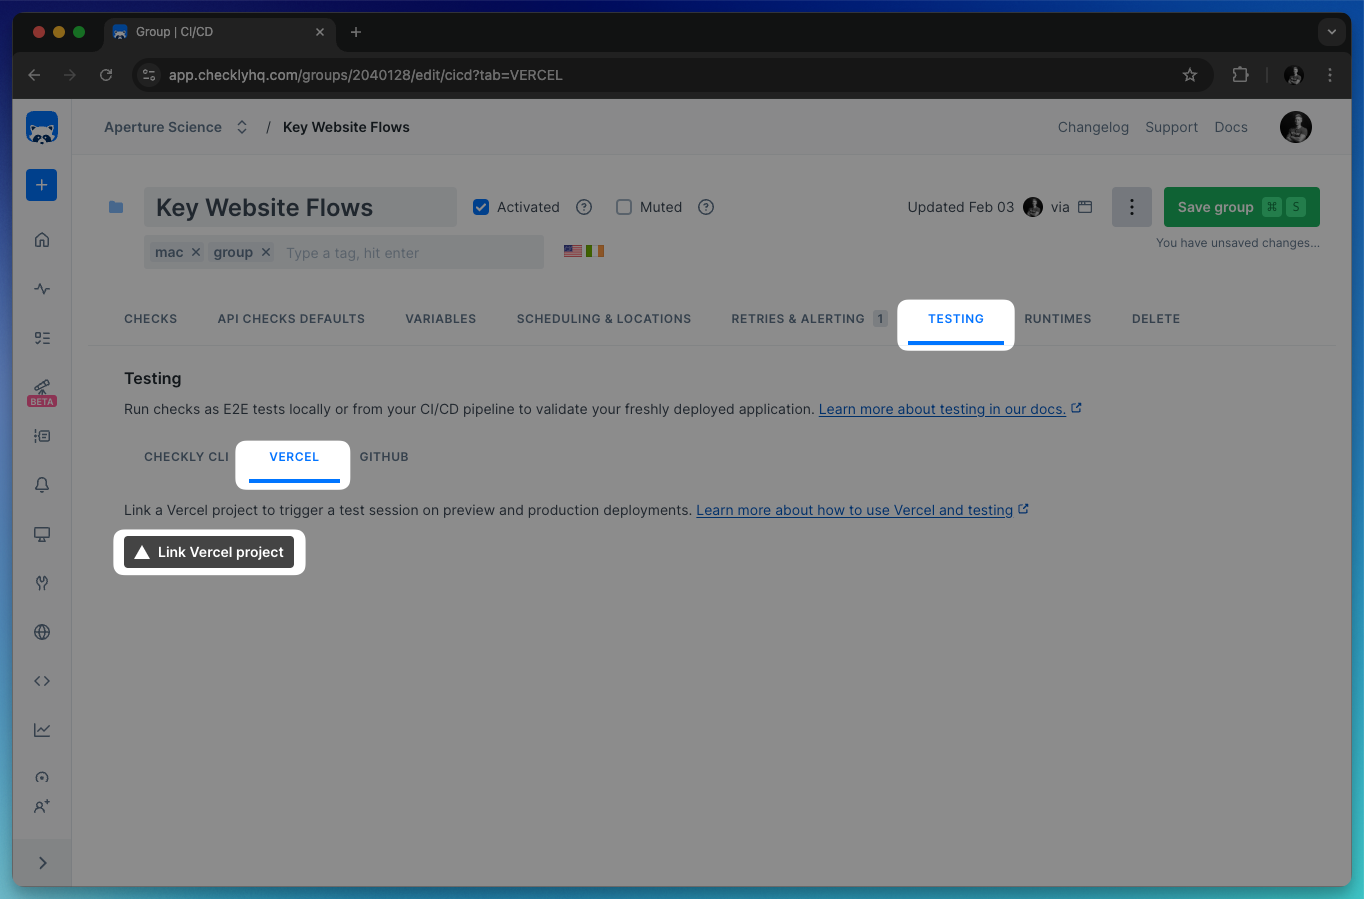 Group | CI/CD
app.checklyhq.com/groups/2040128/edit/cicd?tab=VERCEL
Aperture Science / Key Website Flows
Changelog Support Docs
Key Website Flows
Activated ? Muted ?
Updated Feb 03 via
Save group ⌘ S
You have unsaved changes...
mac × group × Type a tag, hit enter
CHECKS API CHECKS DEFAULTS VARIABLES SCHEDULING & LOCATIONS RETRIES & ALERTING 1 TESTING RUNTIMES DELETE
BETA
Testing
Run checks as E2E tests locally or from your CI/CD pipeline to validate your freshly deployed application. Learn more about testing in our docs.
CHECKLY CLI VERCEL GITHUB
Link a Vercel project to trigger a test session on preview and production deployments. Learn more about how to use Vercel and testing
Link Vercel project